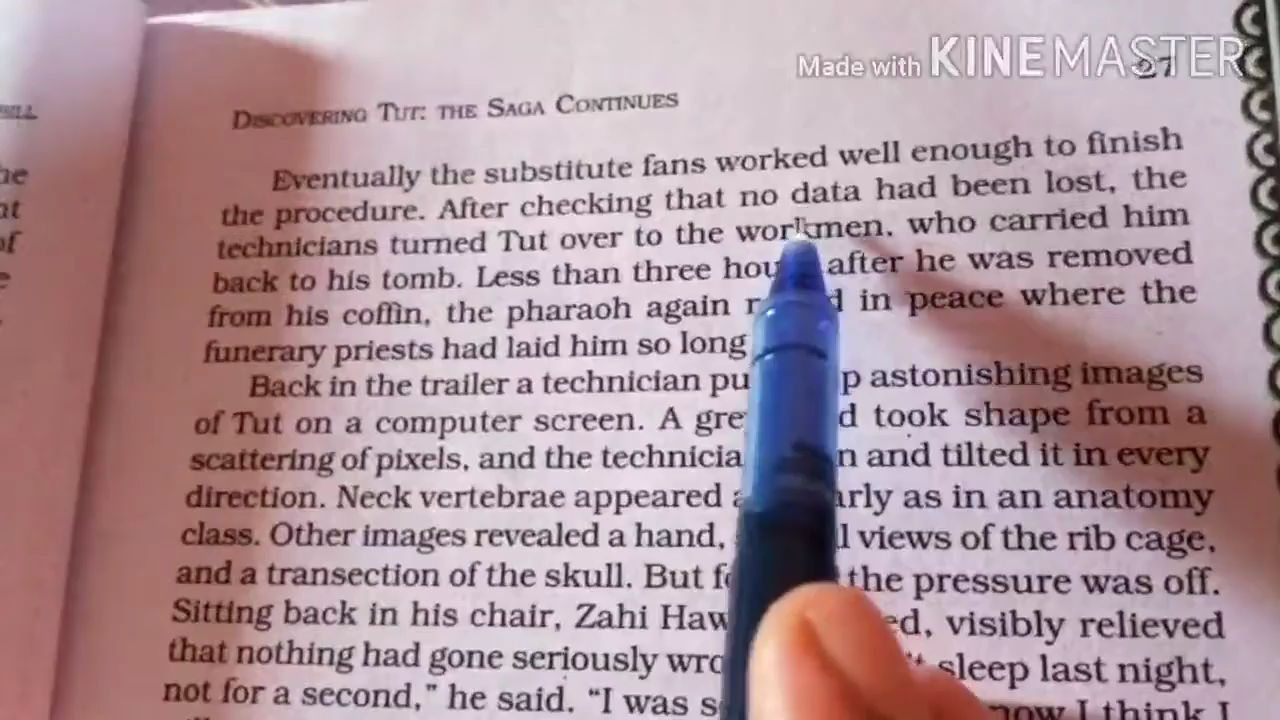 Made with KINEMASTER
27
DISCOVERING TUT: THE SAGA CONTINUES
Eventually the substitute fans worked well enough to finish
the procedure. After checking that no data had been lost, the
technicians turned Tut over to the workmen, who carried him
back to his tomb. Less than three hou after he was removed
from his coffin, the pharaoh again in peace where the
funerary priests had laid him so long
Back in the trailer a technician pu p astonishing images
of Tut on a computer screen. A gre d took shape from a
scattering of pixels, and the technicia n and tilted it in every
direction. Neck vertebrae appeared a arly as in an anatomy
class. Other images revealed a hand, l views of the rib cage,
and a transection of the skull. But f the pressure was off.
Sitting back in his chair, Zahi Haw ed, visibly relieved
that nothing had gone seriously wro sleep last night,
not for a second," he said. "I was s now I think I